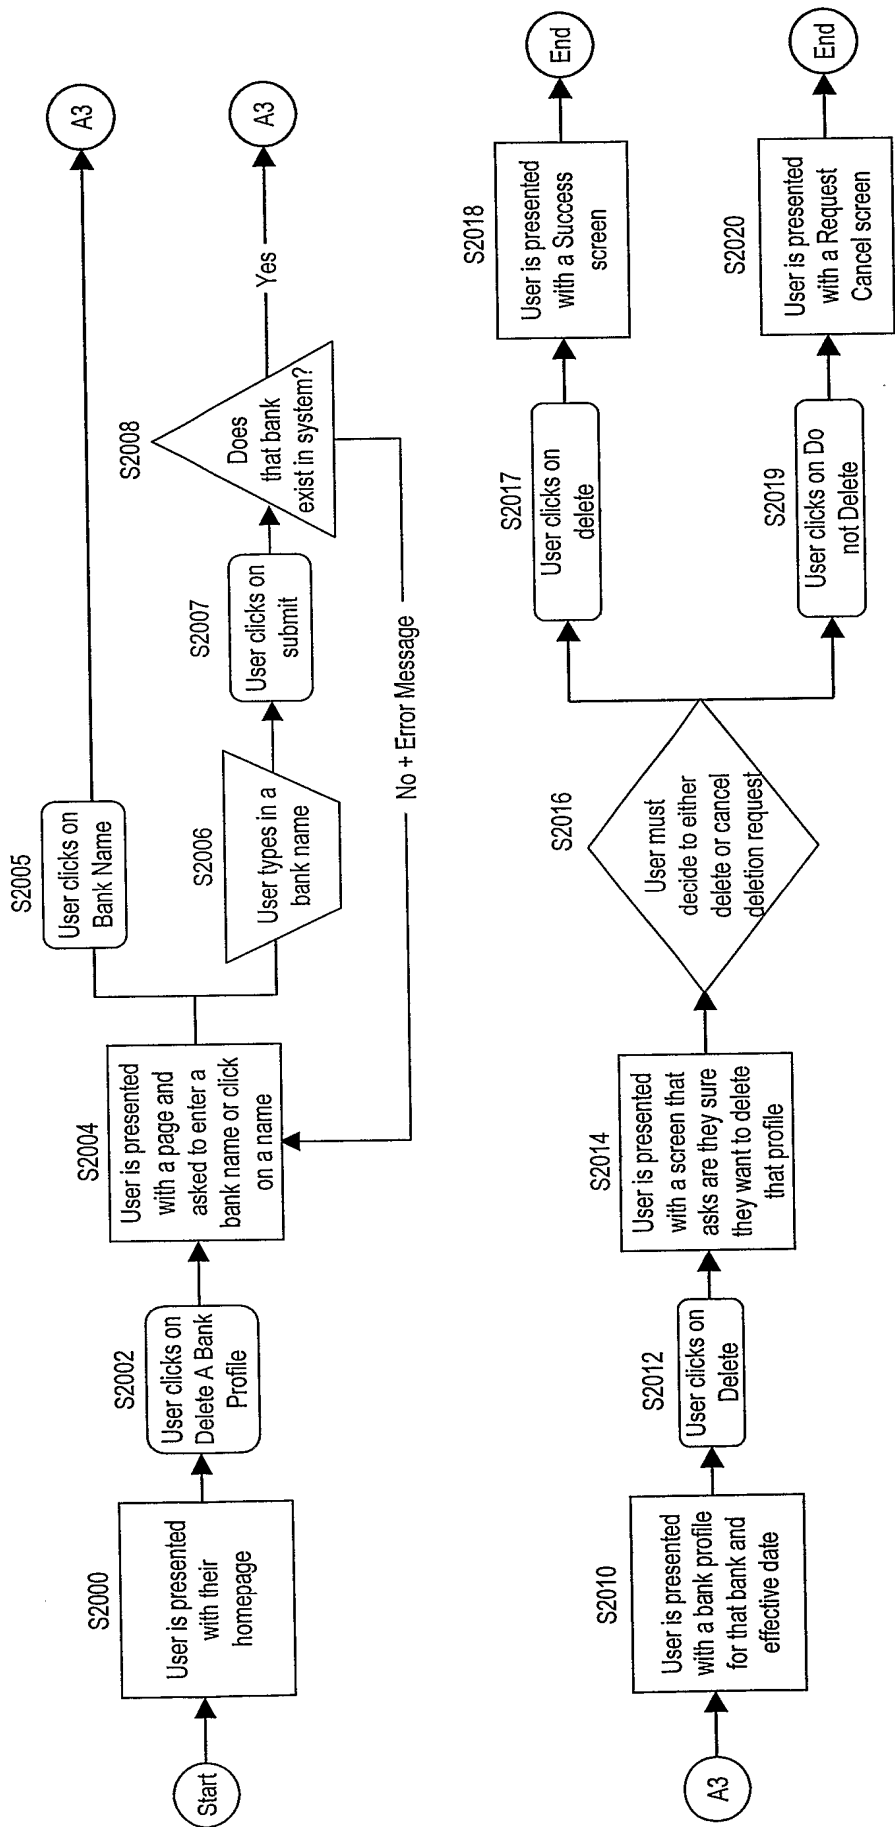 Start
S2000
User is presented
with their
homepage
S2002
User clicks on
Delete A Bank
Profile
S2004
User is presented
with a page and
asked to enter a
bank name or click
on a name
S2005
User clicks on
Bank Name
A3
S2006
User types in a
bank name
S2007
User clicks on
submit
S2008
Does
that bank
exist in system?
Yes
A3
No + Error Message
A3
S2010
User is presented
with a bank profile
for that bank and
effective date
S2012
User clicks on
Delete
S2014
User is presented
with a screen that
asks are they sure
they want to delete
that profile
S2016
User must
decide to either
delete or cancel
deletion request
S2017
User clicks on
delete
S2018
User is presented
with a Success
screen
End
S2019
User clicks on Do
not Delete
S2020
User is presented
with a Request
Cancel screen
End